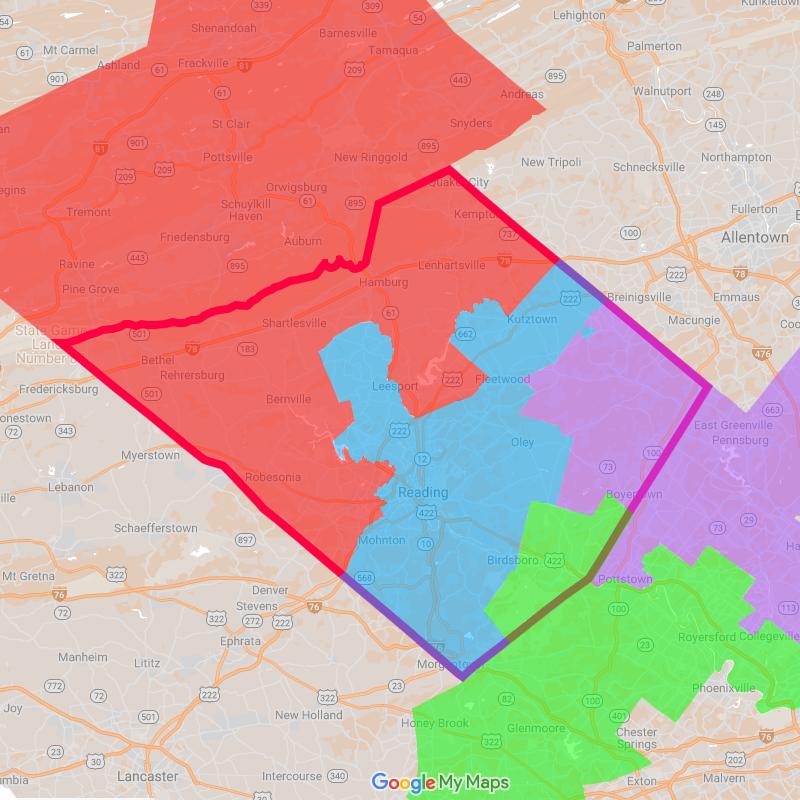 339
309
54
Lehighton
Kunkletown
54
Shenandoah
Barnesville
Mt Carmel
61
Tamaqua
Palmerton
Ashland
61
Frackville
81
209
895
901
443
61
Andreas
Walnutport
248
St Clair
Snyders
145
901
895
81
209
Pottsville
New Ringgold
New Tripoli
Northampton
209
Schnecksville
Orwigsburg
Quaker City
Tremont
Schuylkill
Haven
61
895
Kempton
Fullerton
Friedensburg
Auburn
737
100
Allentown
Ravine
443
895
Lenhartsville
78
222
78
Pine Grove
Hamburg
222
Breinigsville
Emmaus
State Game
61
Kutztown
Macungie
501
Shartlesville
662
78
183
476
Bethel
Rehrersburg
Leesport
222
Fleetwood
Fredericksburg
501
Bernville
663
72
343
222
East Greenville
Pennsburg
Oley
Myerstown
12
100
Lebanon
Robesonia
73
Reading
Boyertown
422
29
Schaefferstown
73
897
Mohnton
10
Birdsboro
422
Mt Gretna
322
568
Pottstown
76
Denver
76
100
113
72
Stevens
322
272
222
Royersford
Collegeville
Ephrata
23
Manheim
Lititz
76
Morgantown
772
72
222
23
Phoenixville
Joy
322
82
100
501
New Holland
401
Honey Brook
Glenmoore
Chester
Springs
23
322
76
30
202
Lancaster
Intercourse
340
Google My Maps
Exton
Malvern